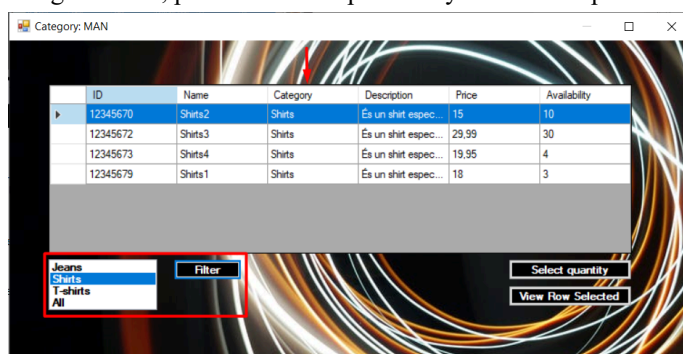 Category: MAN
ID Name Category Description Price Availability
12345670 Shirts2 Shirts És un shirt espec... 15 10
12345672 Shirts3 Shirts És un shirt espec... 29,99 30
12345673 Shirts4 Shirts És un shirt espec... 19,95 4
12345679 Shirts1 Shirts És un shirt espec... 18 3
Jeans
Shirts
T-shirts
All
Filter
Select quantity
View Row Selected